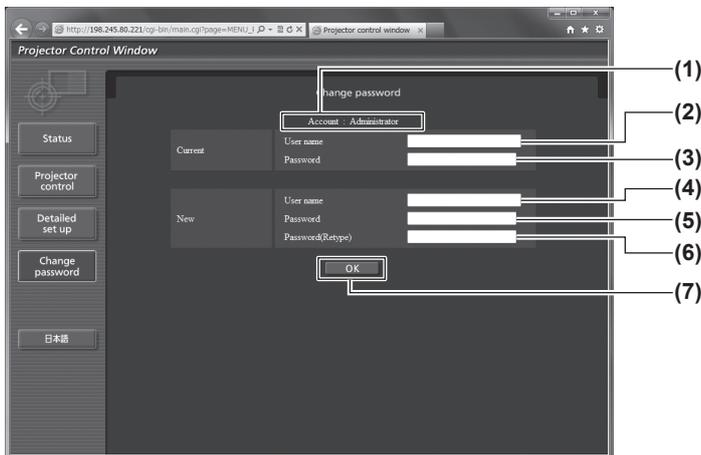 http://198.245.80.221/cgi-bin/main.cgi?page=MENU_
Projector control window
Projector Control Window
Change password
Account : Administrator
Current
User name
Password
New
User name
Password
Password(Retype)
OK
Status
Projector
control
Detailed
set up
Change
password
日本語
(1)
(2)
(3)
(4)
(5)
(6)
(7)